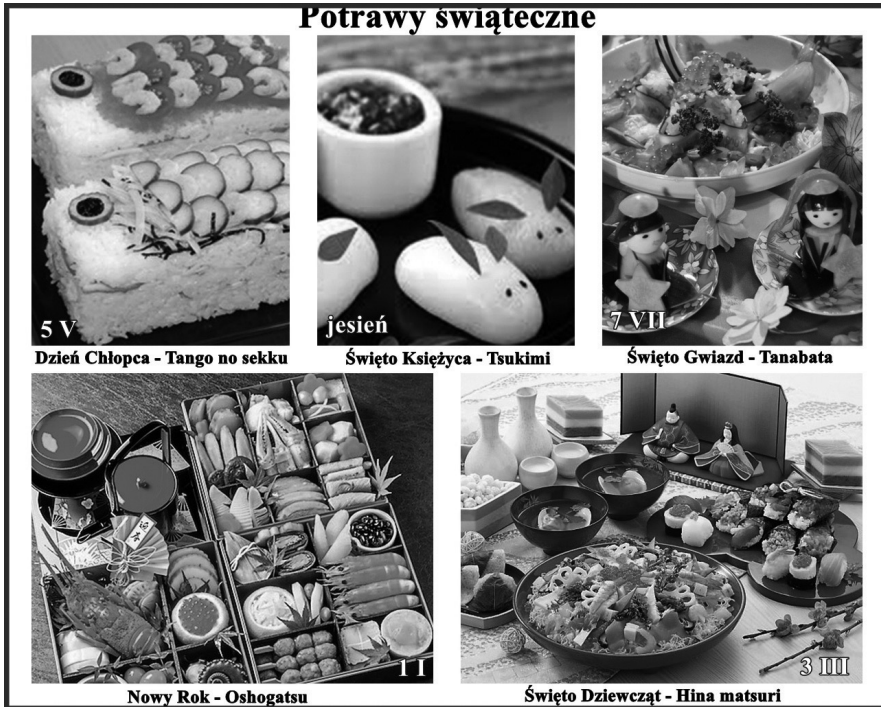 Potrawy świąteczne
5 V
jesień
7 VII
Dzień Chłopca - Tango no sekku
Święto Księżyca - Tsukimi
Święto Gwiazd - Tanabata
1 I
3 III
Nowy Rok - Oshogatsu
Święto Dziewcząt - Hina matsuri